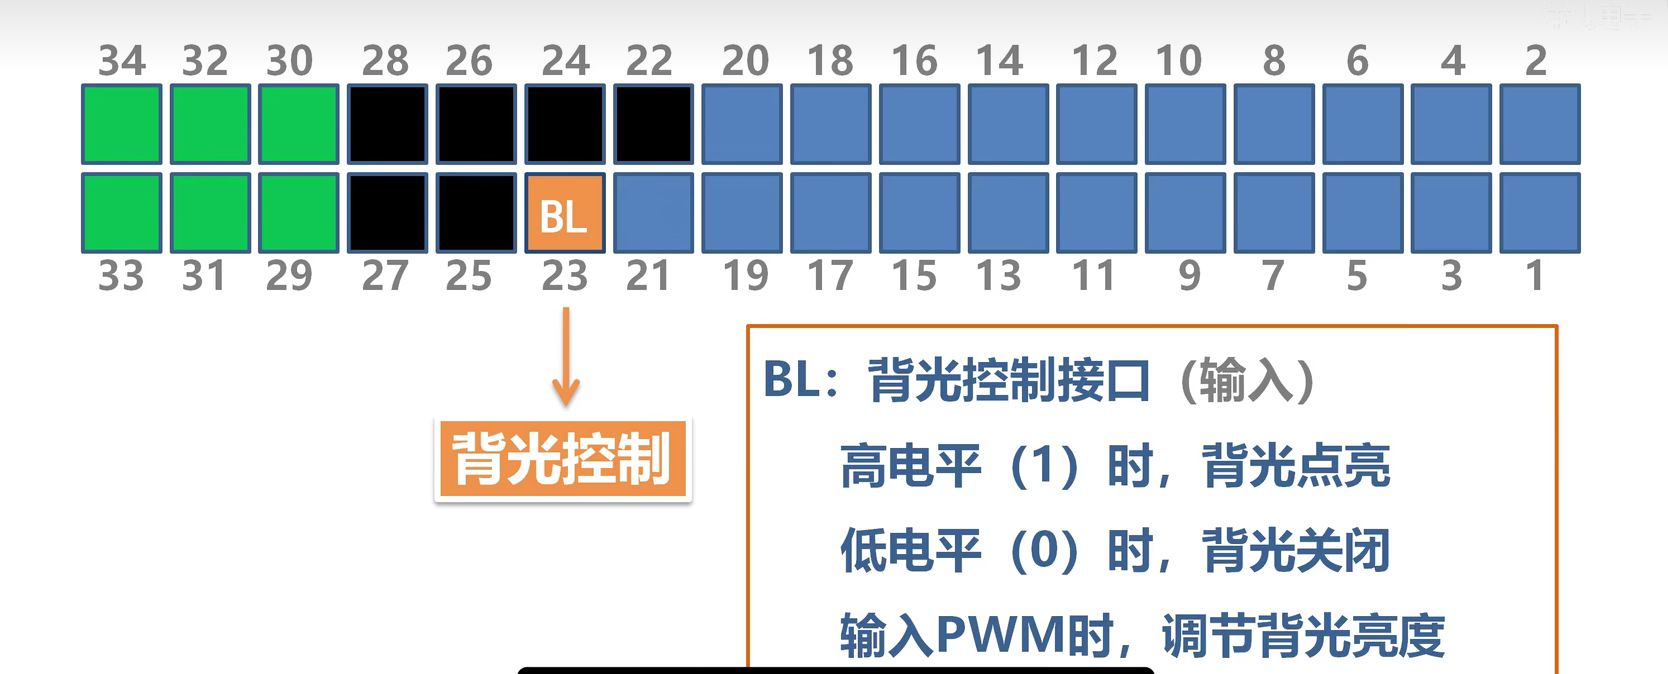 34 32 30 28 26 24 22 20 18 16 14 12 10 8 6 4 2
BL
33 31 29 27 25 23 21 19 17 15 13 11 9 7 5 3 1
背光控制
BL：背光控制接口（输入）
高电平（1）时，背光点亮
低电平（0）时，背光关闭
输入PWM时，调节背光亮度